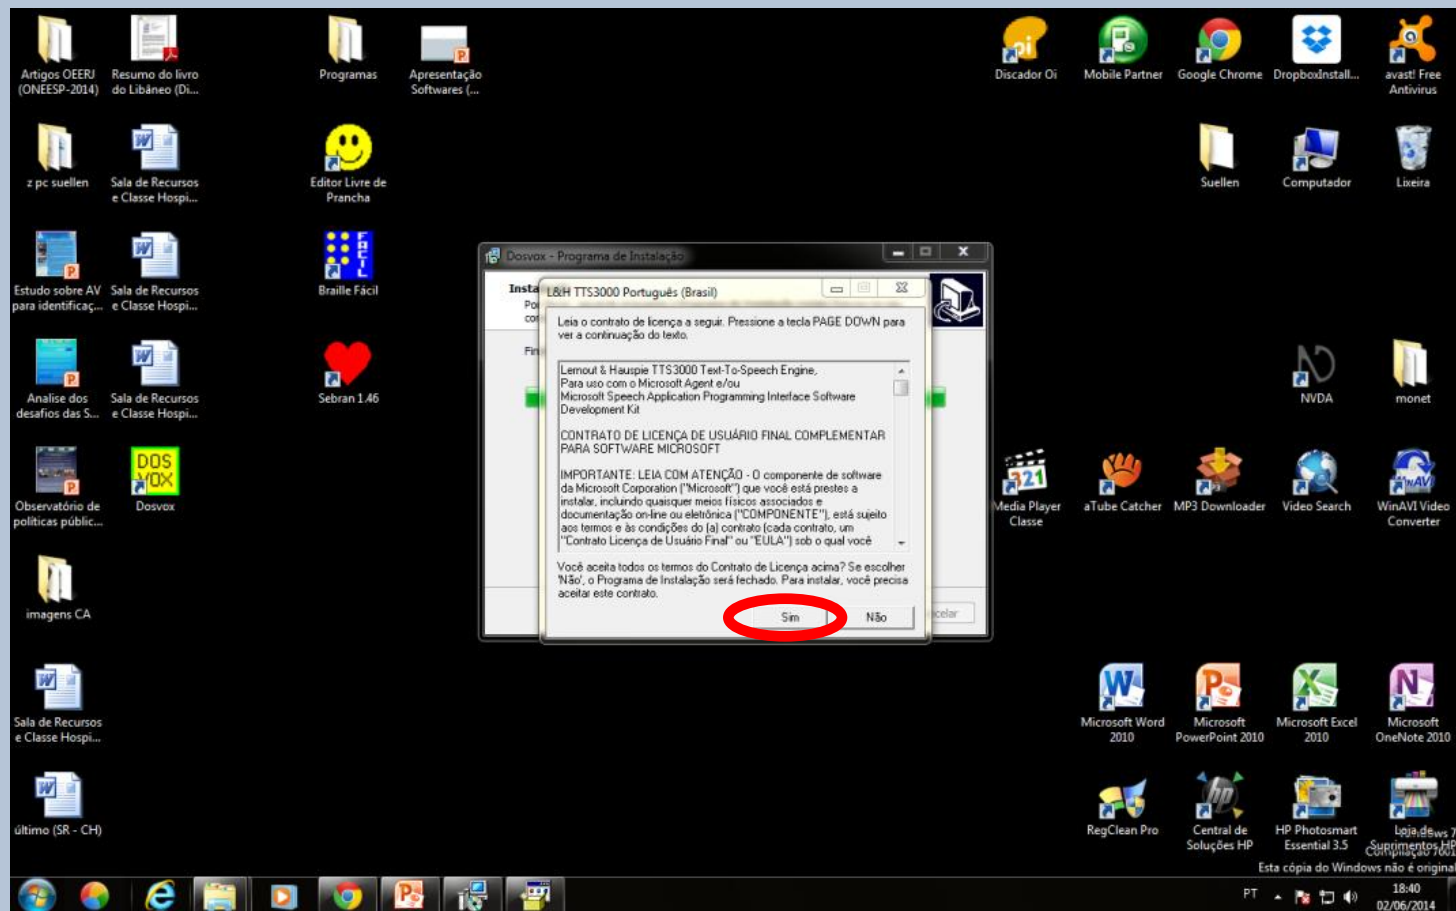 Artigos OEERJ
(ONEESP-2014)
Resumo do livro
do Libâneo (Di...
Programas
Apresentação
Softwares (...
Discador Oi
Mobile Partner
Google Chrome
DropboxInstall...
avast! Free
Antivirus
z pc suellen
Sala de Recursos
e Classe Hospi...
Editor Livre de
Prancha
Suellen
Computador
Lixeira
Estudo sobre AV
para identificaç...
Sala de Recursos
e Classe Hospi...
Braille Fácil
Analise dos
desafios das S...
Sala de Recursos
e Classe Hospi...
Sebran 1.46
NVDA
monet
Observatório de
políticas públic...
DOS
VOX
Dosvox
321
Media Player
Classe
aTube Catcher
MP3 Downloader
Video Search
WinAVI Video
Converter
imagens CA
Dosvox - Programa de Instalação
Insta
L&H TTS3000 Português (Brasil)
Leia o contrato de licença a seguir. Pressione a tecla PAGE DOWN para
ver a continuação do texto.
Lernout & Hauspie TTS3000 Text-To-Speech Engine,
Para uso com o Microsoft Agent e/ou
Microsoft Speech Application Programming Interface Software
Development Kit
CONTRATO DE LICENÇA DE USUÁRIO FINAL COMPLEMENTAR
PARA SOFTWARE MICROSOFT
IMPORTANTE: LEIA COM ATENÇÃO - O componente de software
da Microsoft Corporation ("Microsoft") que você está prestes a
instalar, incluindo quaisquer meios físicos associados e
documentação on-line ou eletrônica ("COMPONENTE"), está sujeito
aos termos e às condições do (a) contrato (cada contrato, um
"Contrato Licença de Usuário Final" ou "EULA") sob o qual você
Você aceita todos os termos do Contrato de Licença acima? Se escolher
'Não', o Programa de Instalação será fechado. Para instalar, você precisa
aceitar este contrato.
Sim
Não
celar
Sala de Recursos
e Classe Hospi...
Microsoft Word
2010
Microsoft
PowerPoint 2010
Microsoft Excel
2010
Microsoft
OneNote 2010
último (SR - CH)
RegClean Pro
Central de
Soluções HP
HP Photosmart
Essential 3.5
Loja de
Suprimentos HP
Esta cópia do Windows não é original
PT
18:40
02/06/2014